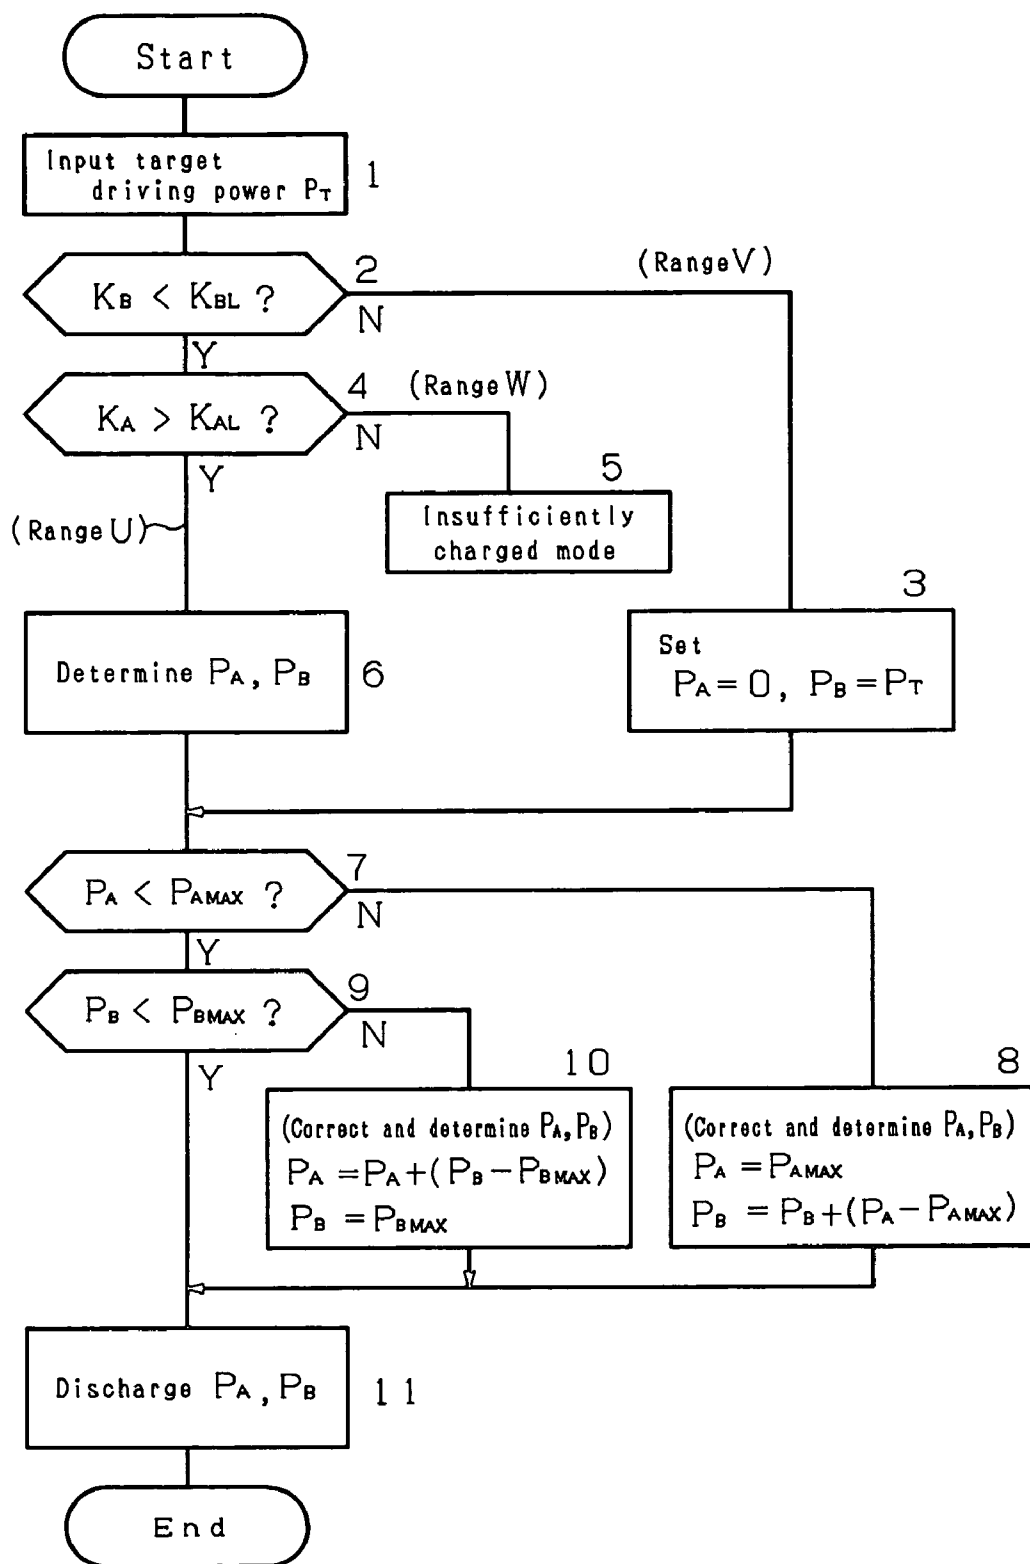 Start
Input target
driving power PT
1
KB < KBL ?
2
N
(Range V)
Y
KA > KAL ?
4
N
(Range W)
Y
(Range U)
5
Insufficiently
charged mode
3
Set
PA = 0, PB = PT
Determine PA, PB
6
PA < PAMAX ?
7
N
Y
PB < PBMAX ?
9
N
Y
10
(Correct and determine PA, PB)
PA = PA + (PB − PBMAX)
PB = PBMAX
8
(Correct and determine PA, PB)
PA = PAMAX
PB = PB + (PA − PAMAX)
Discharge PA, PB
11
End